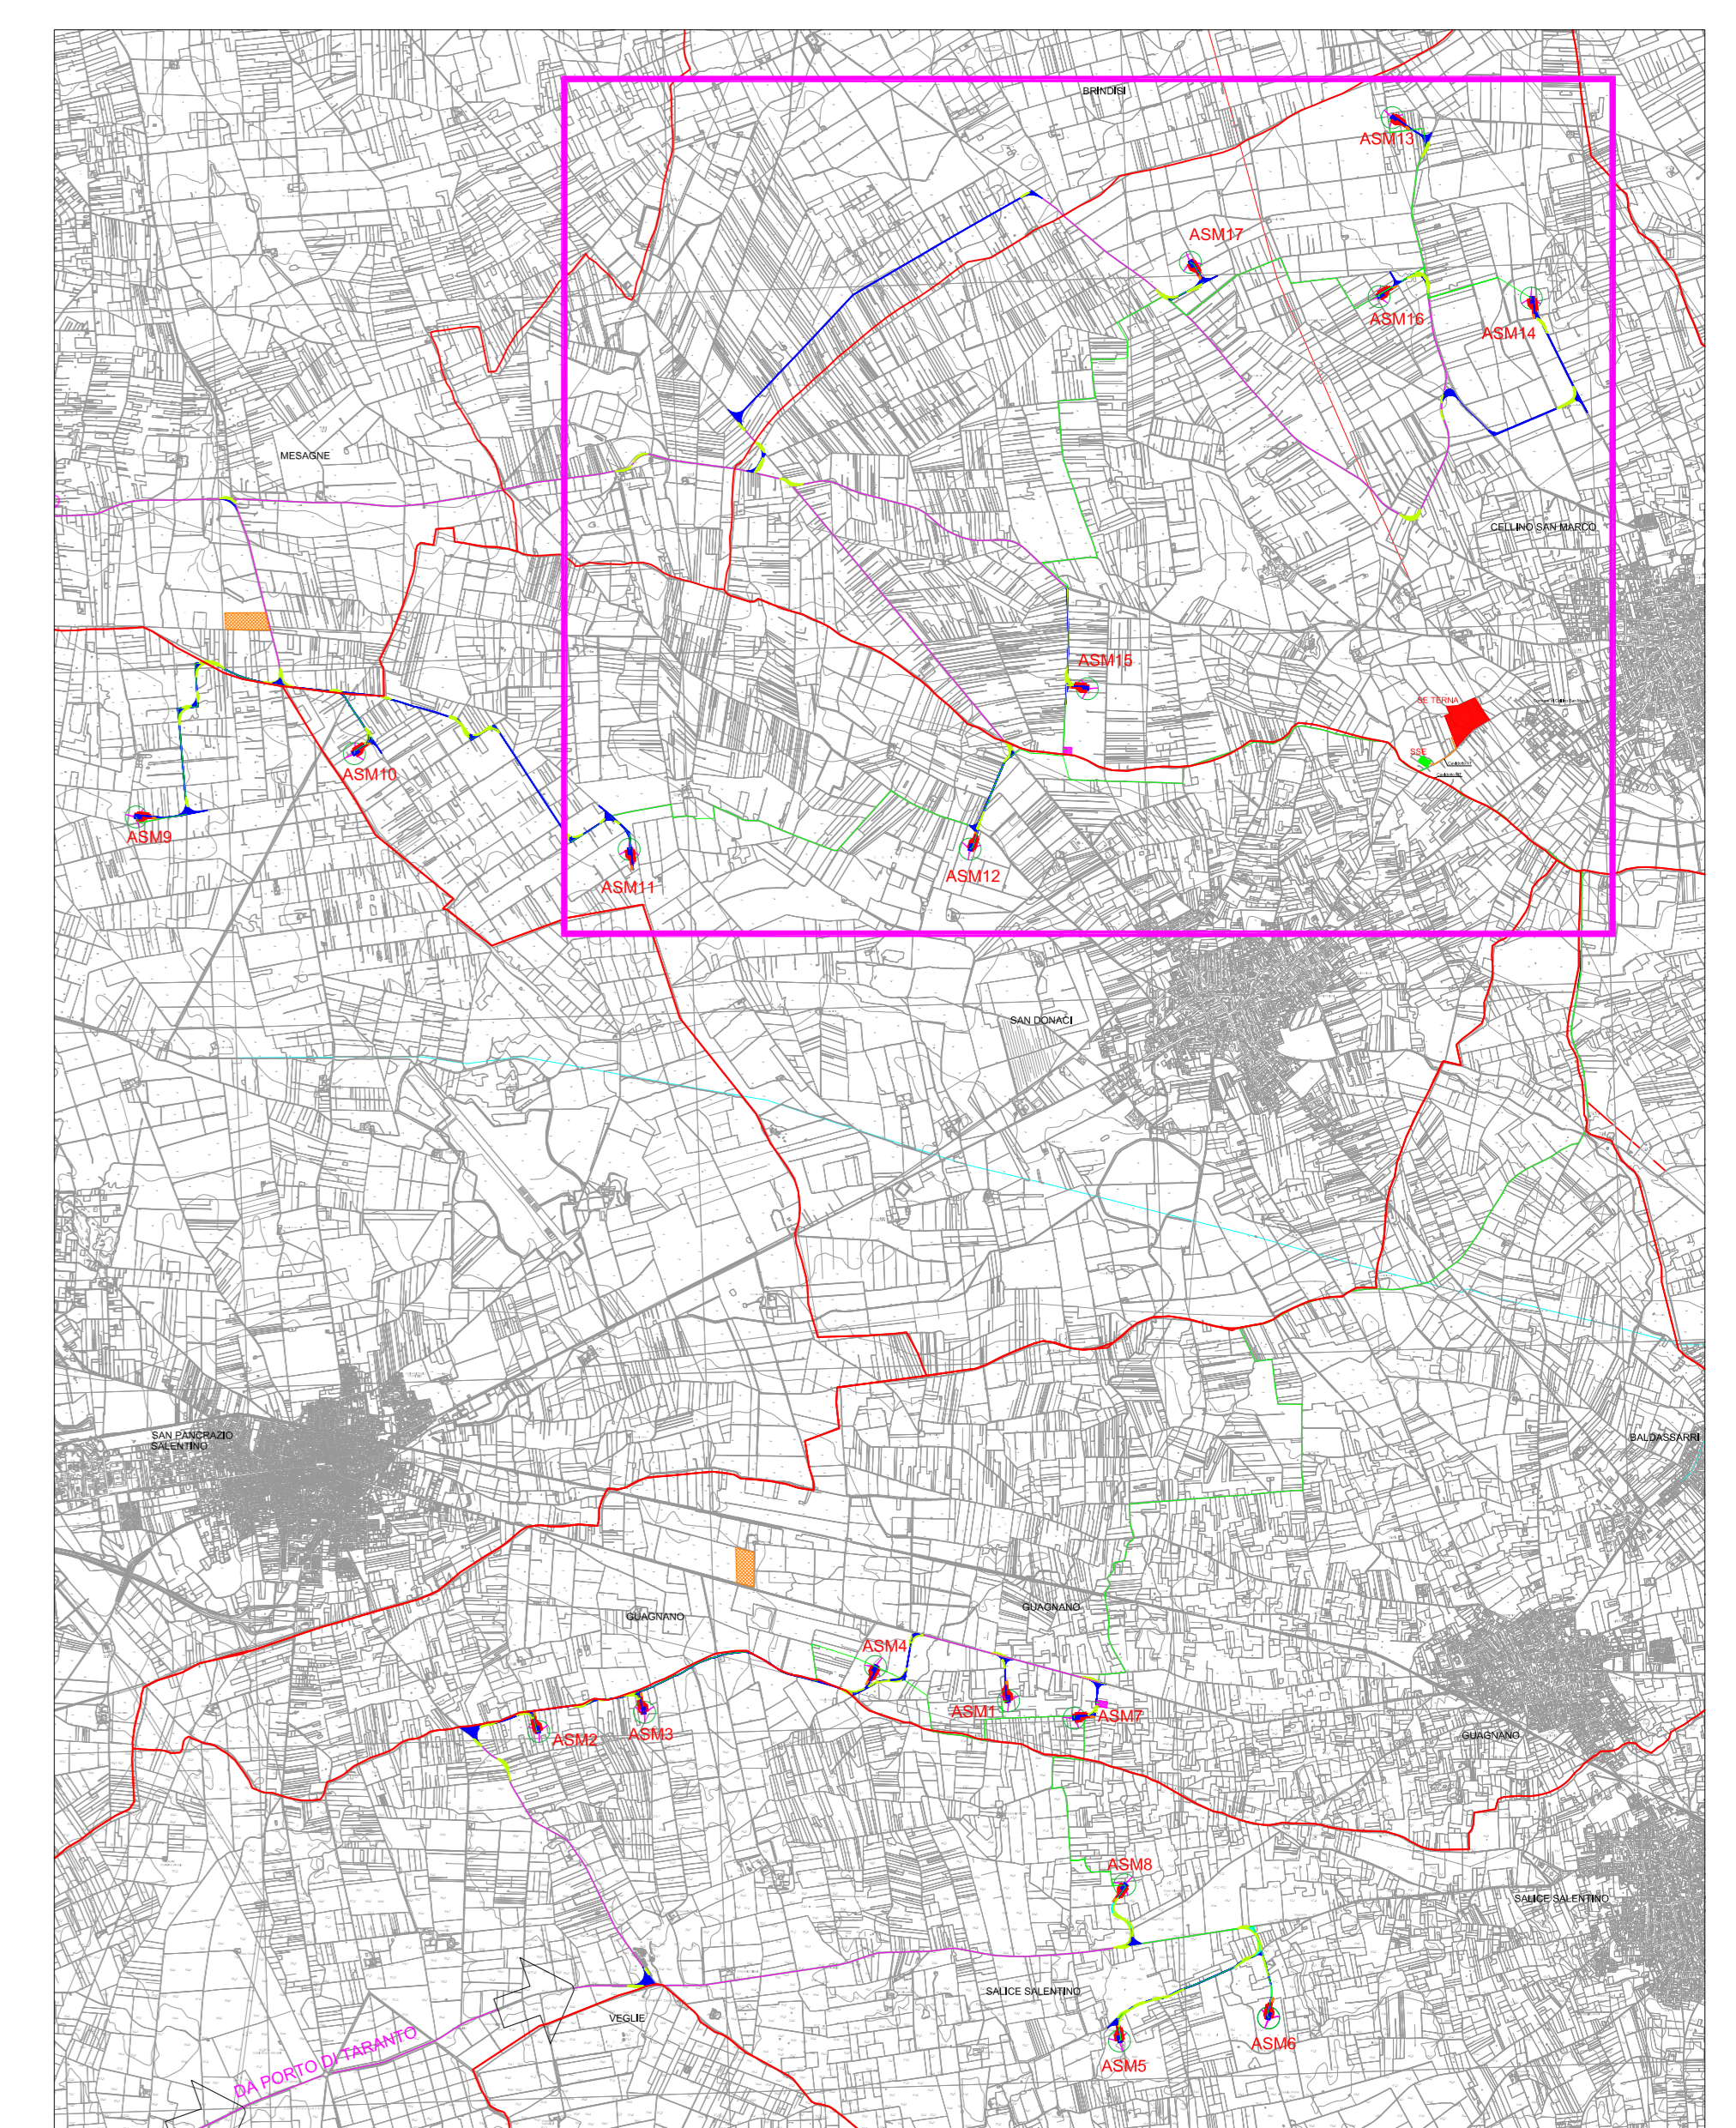 BRINDISI
ASM13
ASM17
ASM16
ASM14
MESAGNE
CELLINO SAN MARCO
ASM15
SE TERNA
SSE
ASM10
ASM9
ASM11
ASM12
SAN DONACI
SAN PANCRAZIO
SALENTINO
BALDASSARRI
GUAGNANO
GUAGNANO
ASM4
ASM1
ASM7
ASM2
ASM3
GUAGNANO
ASM8
SALICE SALENTINO
SALICE SALENTINO
VEGLIE
ASM6
ASM5
DA PORTO DI TARANTO